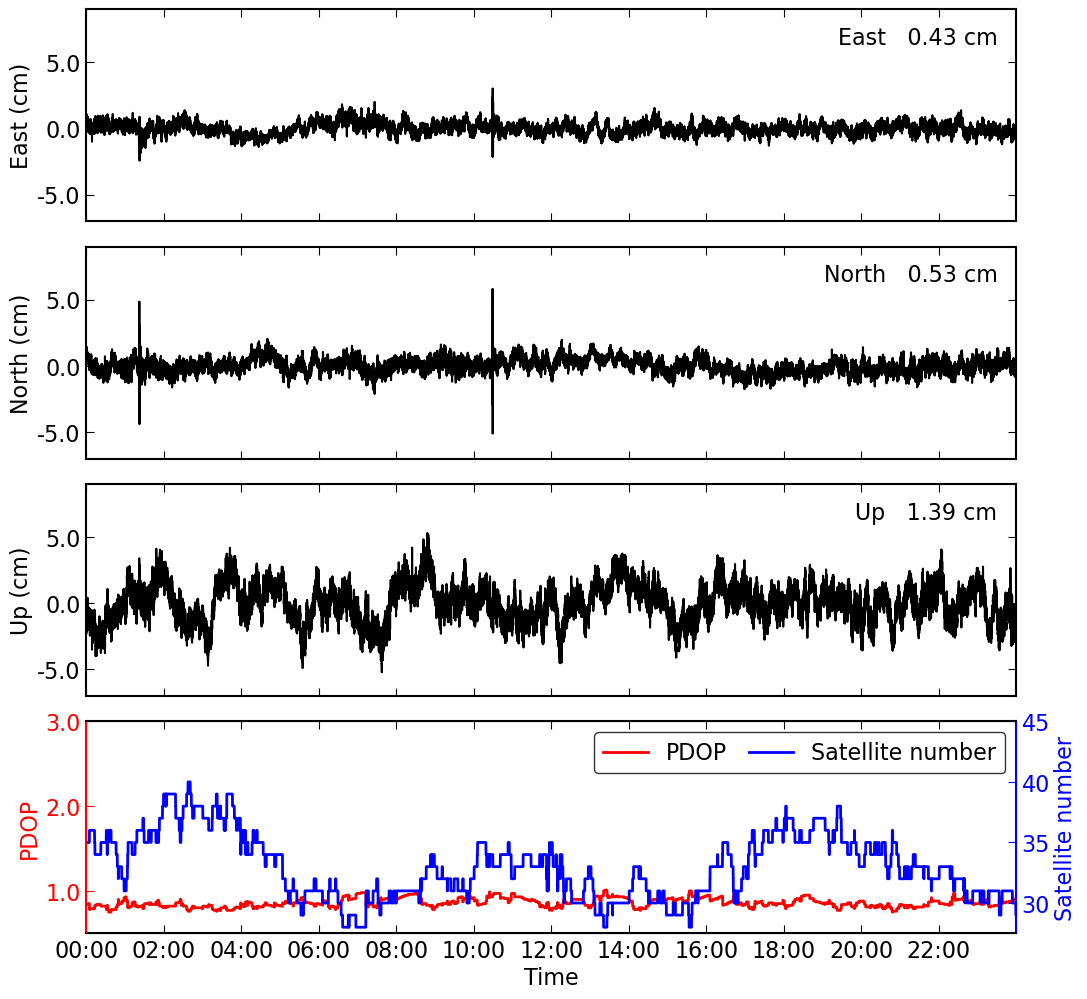 East 0.43 cm
East (cm)
5.0
0.0
-5.0
North 0.53 cm
North (cm)
5.0
0.0
-5.0
Up 1.39 cm
Up (cm)
5.0
0.0
-5.0
PDOP
3.0
2.0
1.0
PDOP Satellite number
45
40
35
30
Satellite number
00:00 02:00 04:00 06:00 08:00 10:00 12:00 14:00 16:00 18:00 20:00 22:00
Time